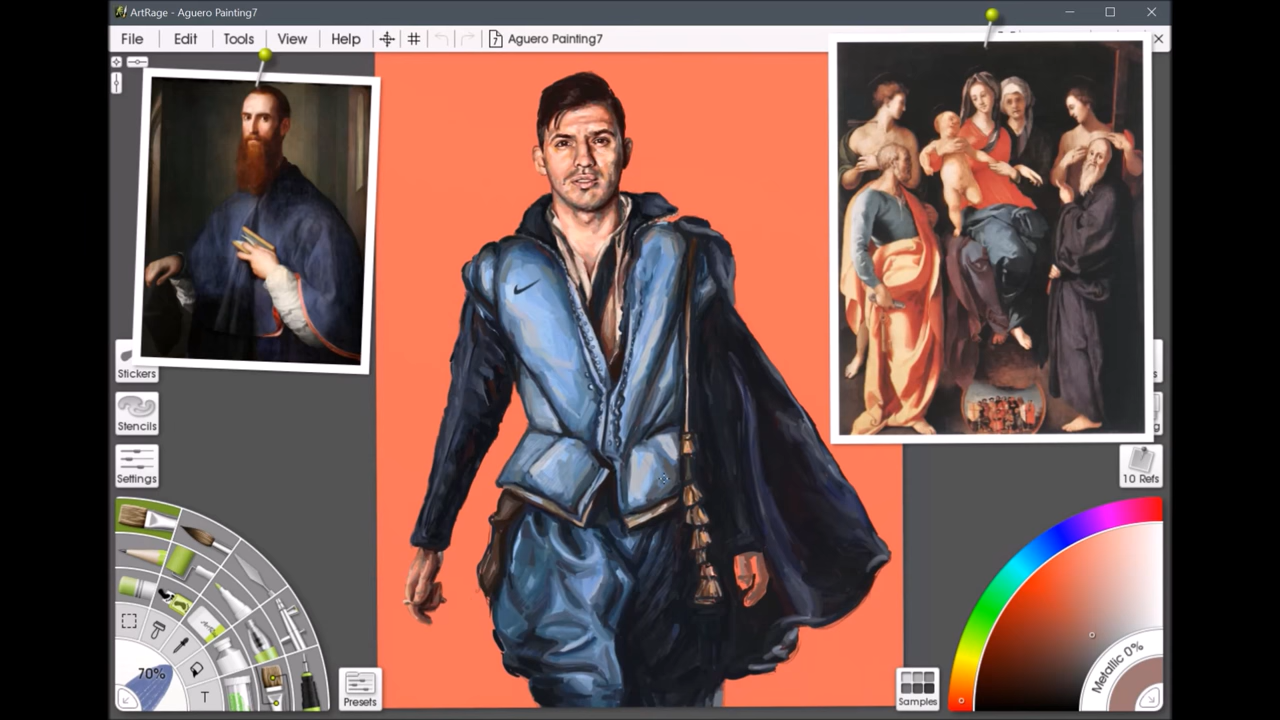 ArtRage - Aguero Painting7
File Edit Tools View Help Aguero Painting7
Stickers
Stencils
Settings
10 Refs
70%
T
Presets
Samples
Metallic 0%